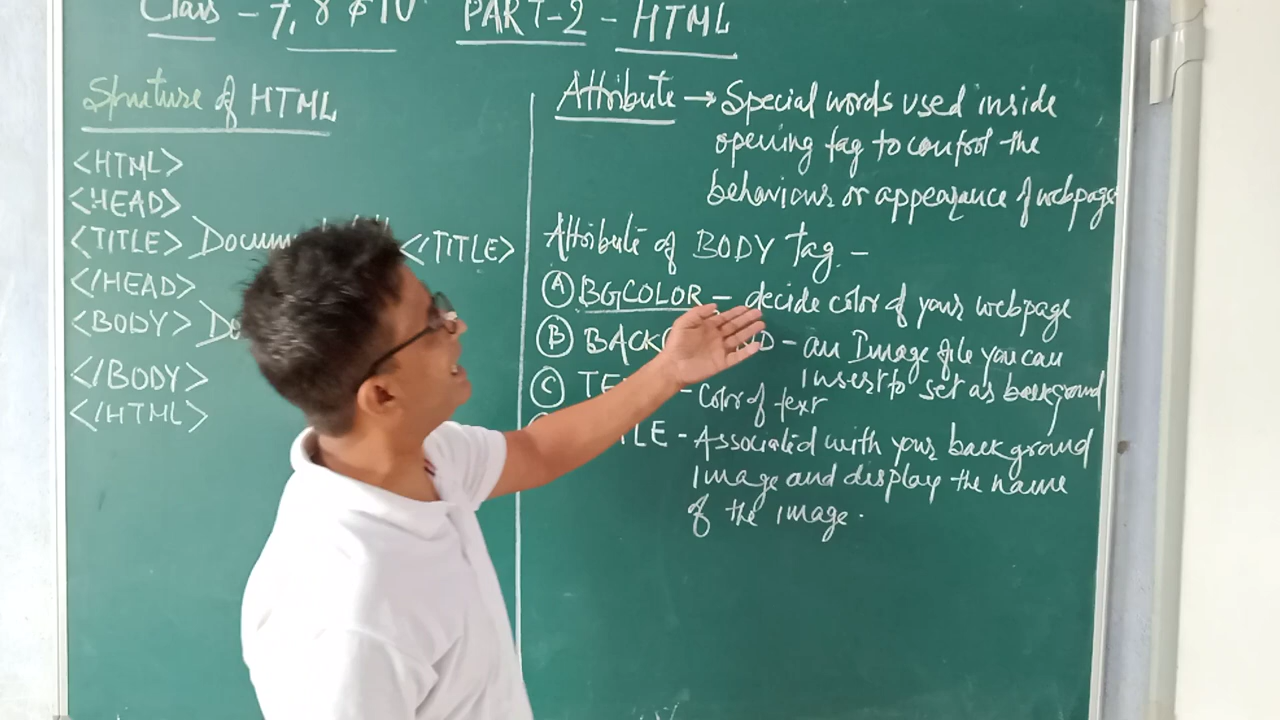 Class - 7, 8 & 10 PART-2 - HTML
Structure of HTML
<HTML>
<HEAD>
<TITLE> </TITLE>
</HEAD>
<BODY>
</BODY>
</HTML>
Attribute → Special words used inside
opening tag to control the
behaviour or appearance of webpage
Attribute of BODY tag. -
(A) BGCOLOR - decide color of your webpage
(B) - an Image file you can
insert to set as background
(C) - Color of text
- Associated with your background
image and display the name
of the image.